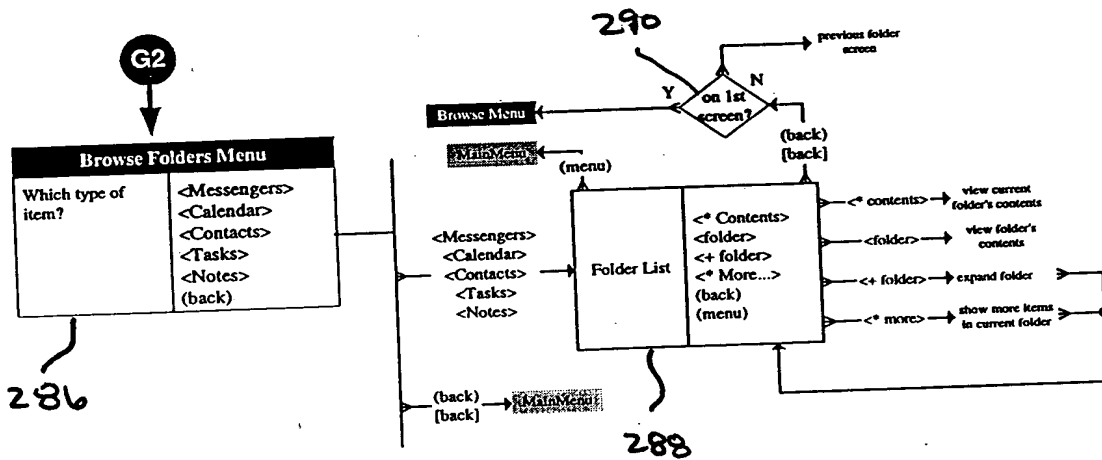 290
previous folder
screen
G2
Y
N
on 1st
screen?
Browse Menu
(back)
[back]
<MainMenu>
(menu)
Browse Folders Menu
Which type of
item?
<Messengers>
<Calendar>
<Contacts>
<Tasks>
<Notes>
(back)
<Messengers>
<Calendar>
<Contacts>
<Tasks>
<Notes>
Folder List
<* Contents>
<folder>
<+ folder>
<* More...>
(back)
(menu)
<* contents>
view current
folder's contents
<folder>
view folder's
contents
<+ folder>
expand folder
<* more>
show more items
in current folder
(back)
[back]
<MainMenu>
286
288